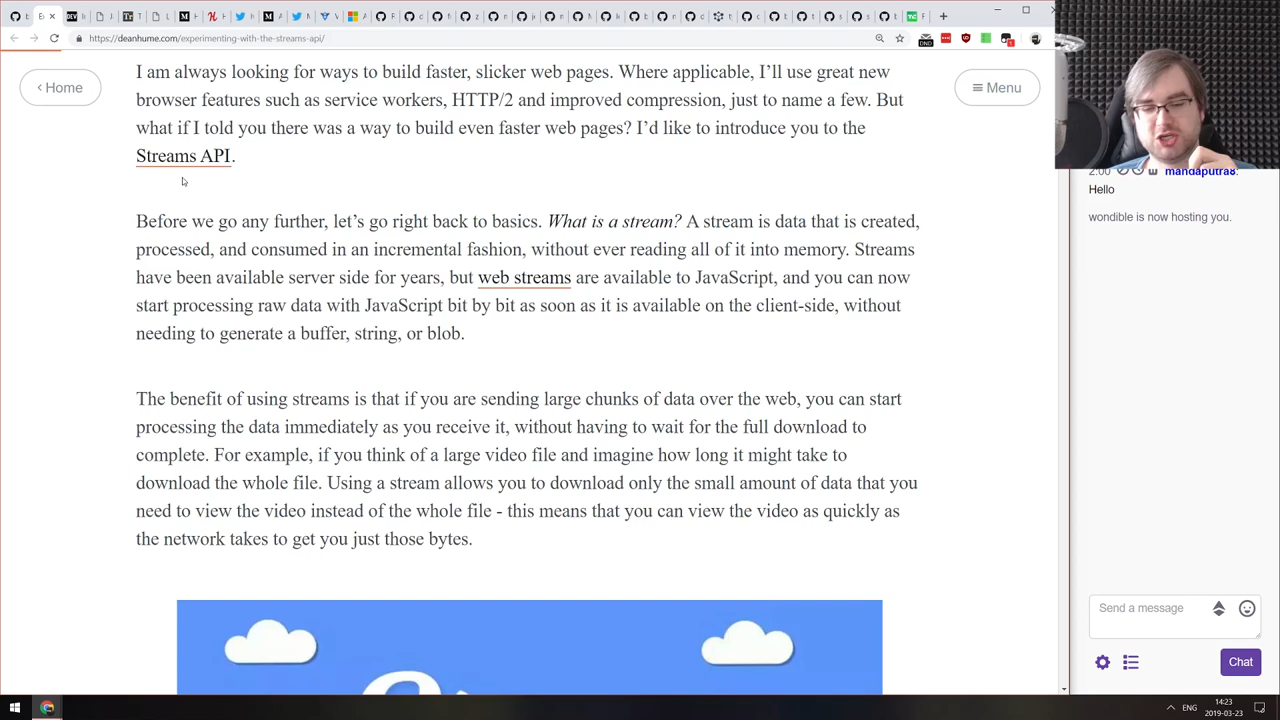 https://deanhume.com/experimenting-with-the-streams-api/
Home
Menu
I am always looking for ways to build faster, slicker web pages. Where applicable, I’ll use great new
browser features such as service workers, HTTP/2 and improved compression, just to name a few. But
what if I told you there was a way to build even faster web pages? I’d like to introduce you to the
Streams API.
Before we go any further, let’s go right back to basics. What is a stream? A stream is data that is created,
processed, and consumed in an incremental fashion, without ever reading all of it into memory. Streams
have been available server side for years, but web streams are available to JavaScript, and you can now
start processing raw data with JavaScript bit by bit as soon as it is available on the client-side, without
needing to generate a buffer, string, or blob.
The benefit of using streams is that if you are sending large chunks of data over the web, you can start
processing the data immediately as you receive it, without having to wait for the full download to
complete. For example, if you think of a large video file and imagine how long it might take to
download the whole file. Using a stream allows you to download only the small amount of data that you
need to view the video instead of the whole file - this means that you can view the video as quickly as
the network takes to get you just those bytes.
2:00 mandaputra8:
Hello
wondible is now hosting you.
Send a message
Chat
ENG
14:23
2019-03-23